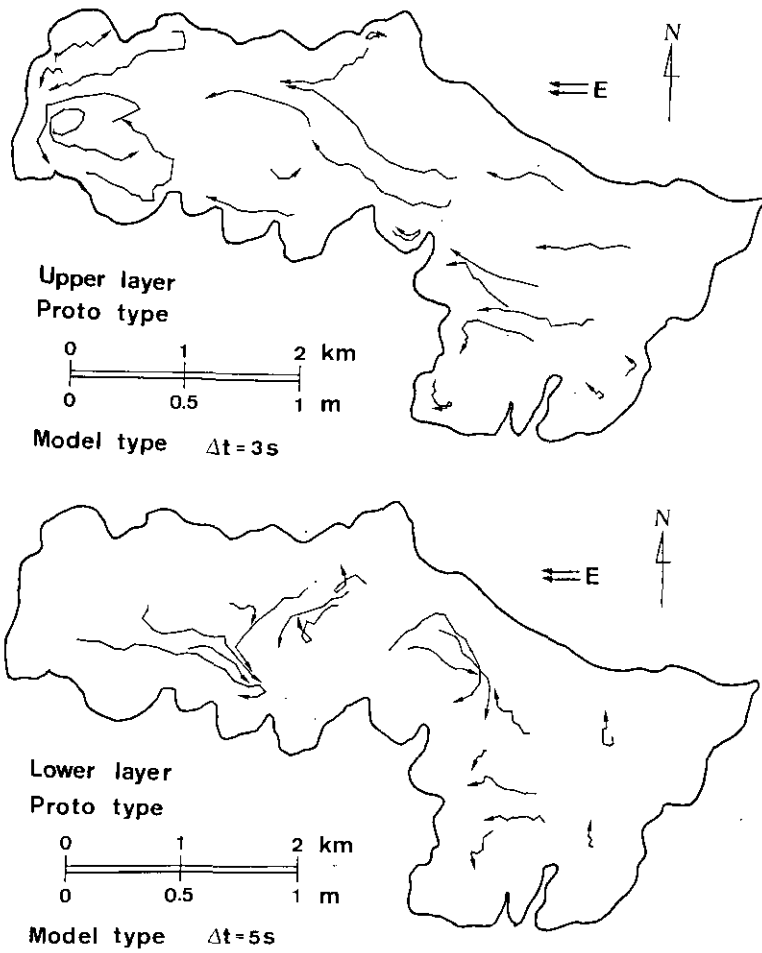 N
E
Upper layer
Proto type
0 1 2 km
0 0.5 1 m
Model type Δt=3s
N
E
Lower layer
Proto type
0 1 2 km
0 0.5 1 m
Model type Δt=5s